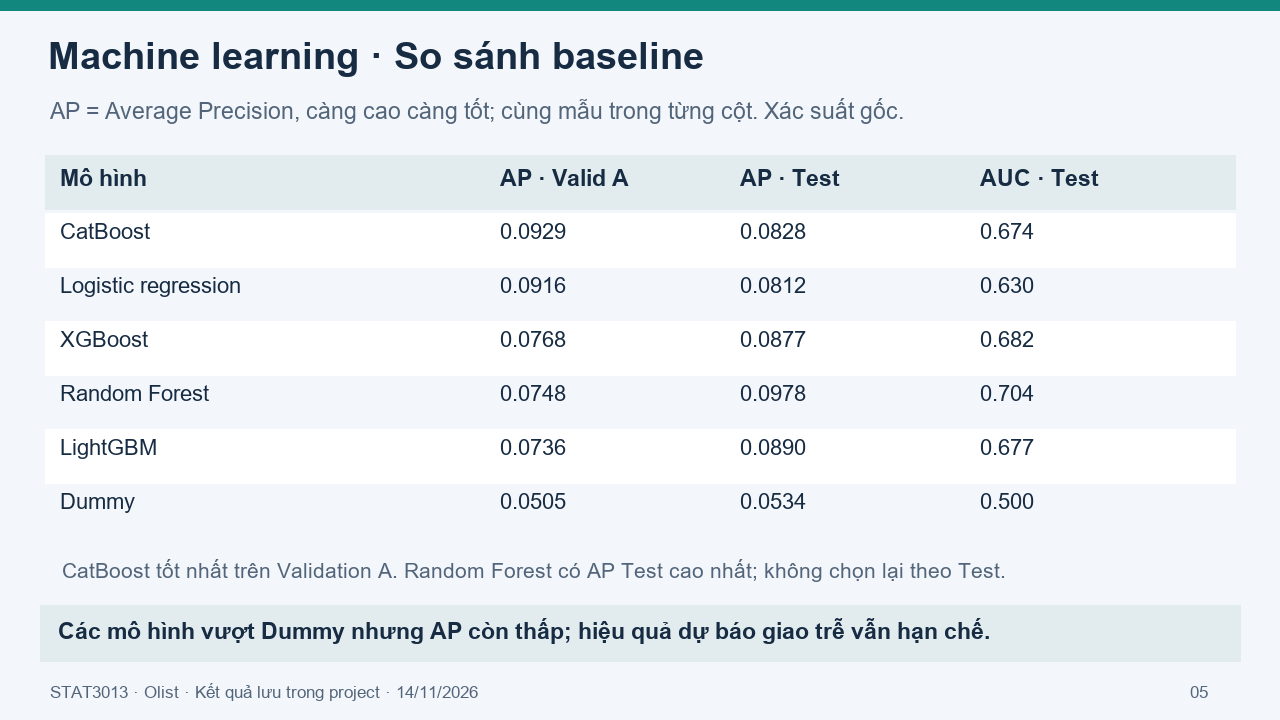 Machine learning · So sánh baseline
AP = Average Precision, càng cao càng tốt; cùng mẫu trong từng cột. Xác suất gốc.
Mô hình AP · Valid A AP · Test AUC · Test
CatBoost 0.0929 0.0828 0.674
Logistic regression 0.0916 0.0812 0.630
XGBoost 0.0768 0.0877 0.682
Random Forest 0.0748 0.0978 0.704
LightGBM 0.0736 0.0890 0.677
Dummy 0.0505 0.0534 0.500
CatBoost tốt nhất trên Validation A. Random Forest có AP Test cao nhất; không chọn lại theo Test.
Các mô hình vượt Dummy nhưng AP còn thấp; hiệu quả dự báo giao trễ vẫn hạn chế.
STAT3013 · Olist · Kết quả lưu trong project · 14/11/2026 05